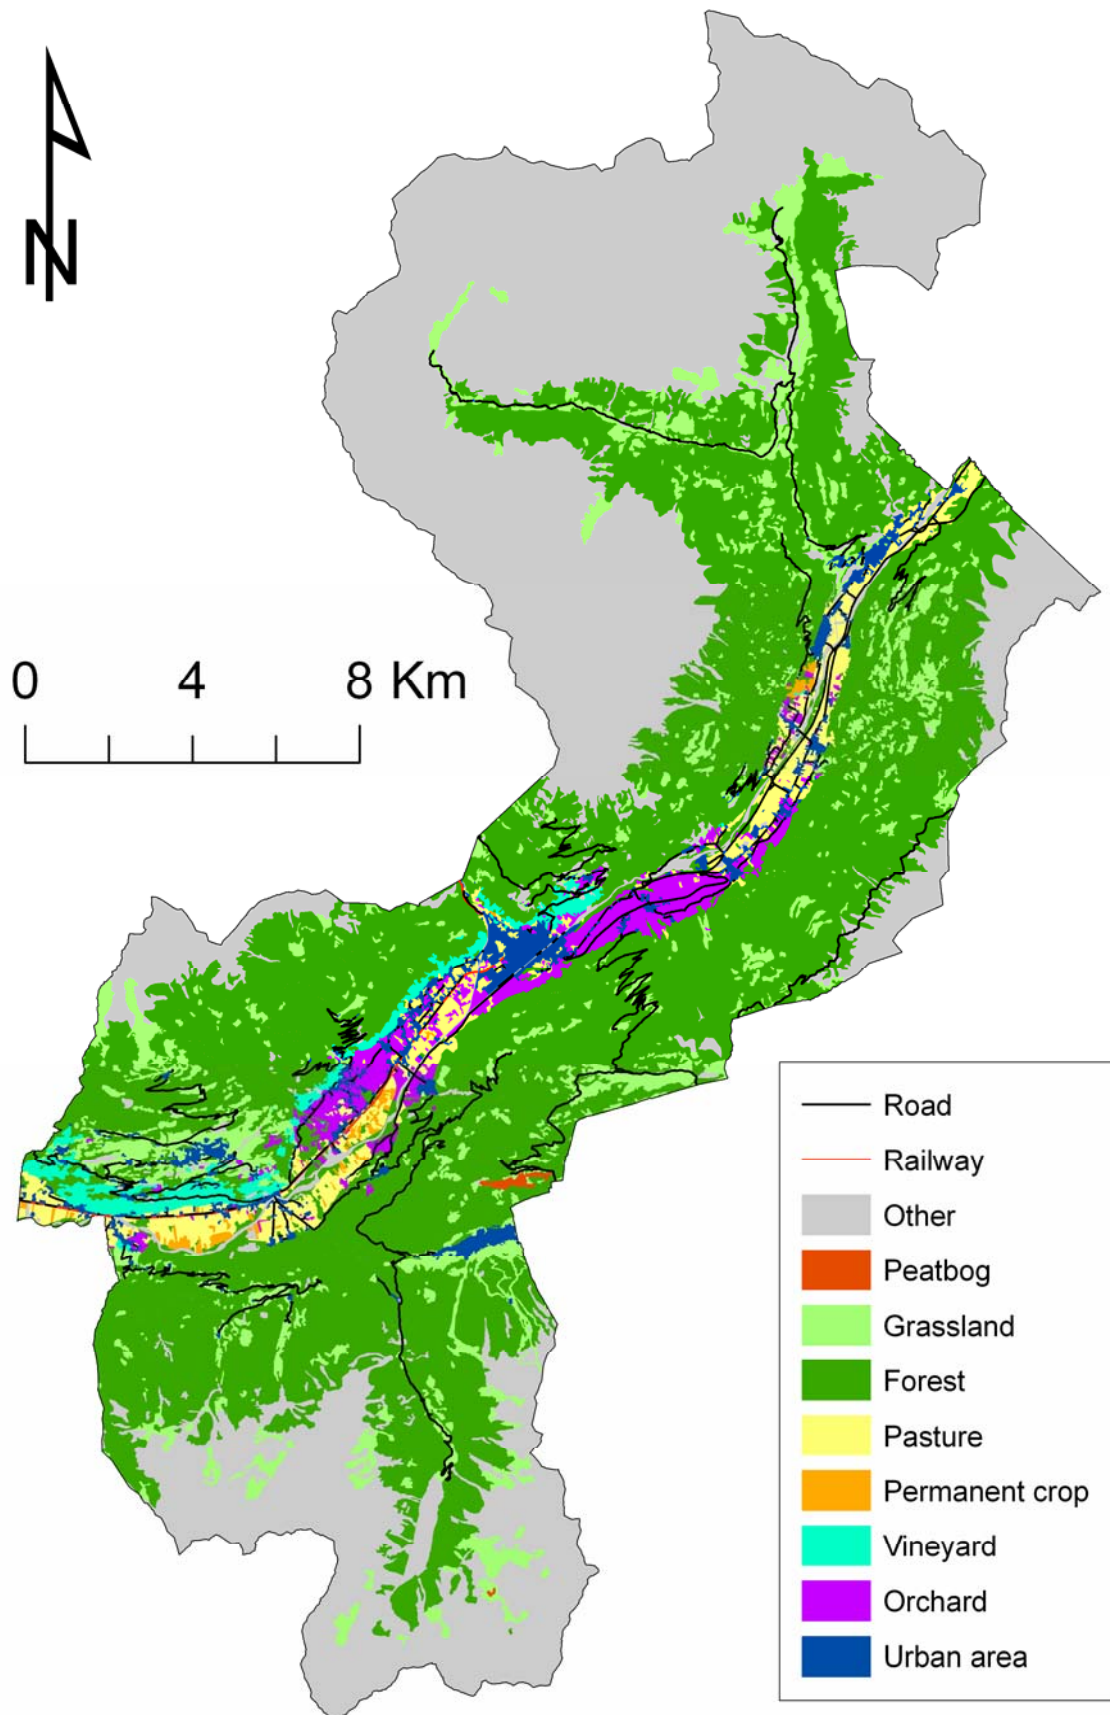 N
0 4 8 Km
Road
Railway
Other
Peatbog
Grassland
Forest
Pasture
Permanent crop
Vineyard
Orchard
Urban area